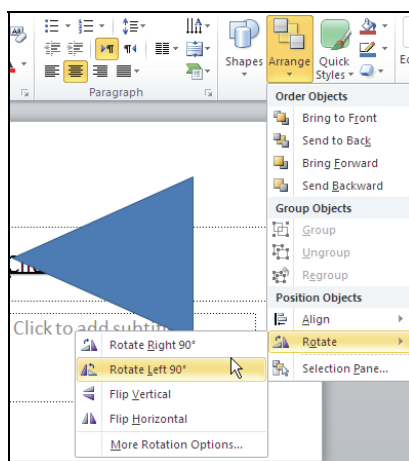 Shapes Arrange Quick
Styles
Paragraph
Order Objects
Bring to Front
Send to Back
Bring Forward
Send Backward
Group Objects
Group
Ungroup
Regroup
Position Objects
Align
Rotate
Selection Pane...
Click to add subti
Rotate Right 90°
Rotate Left 90°
Flip Vertical
Flip Horizontal
More Rotation Options...